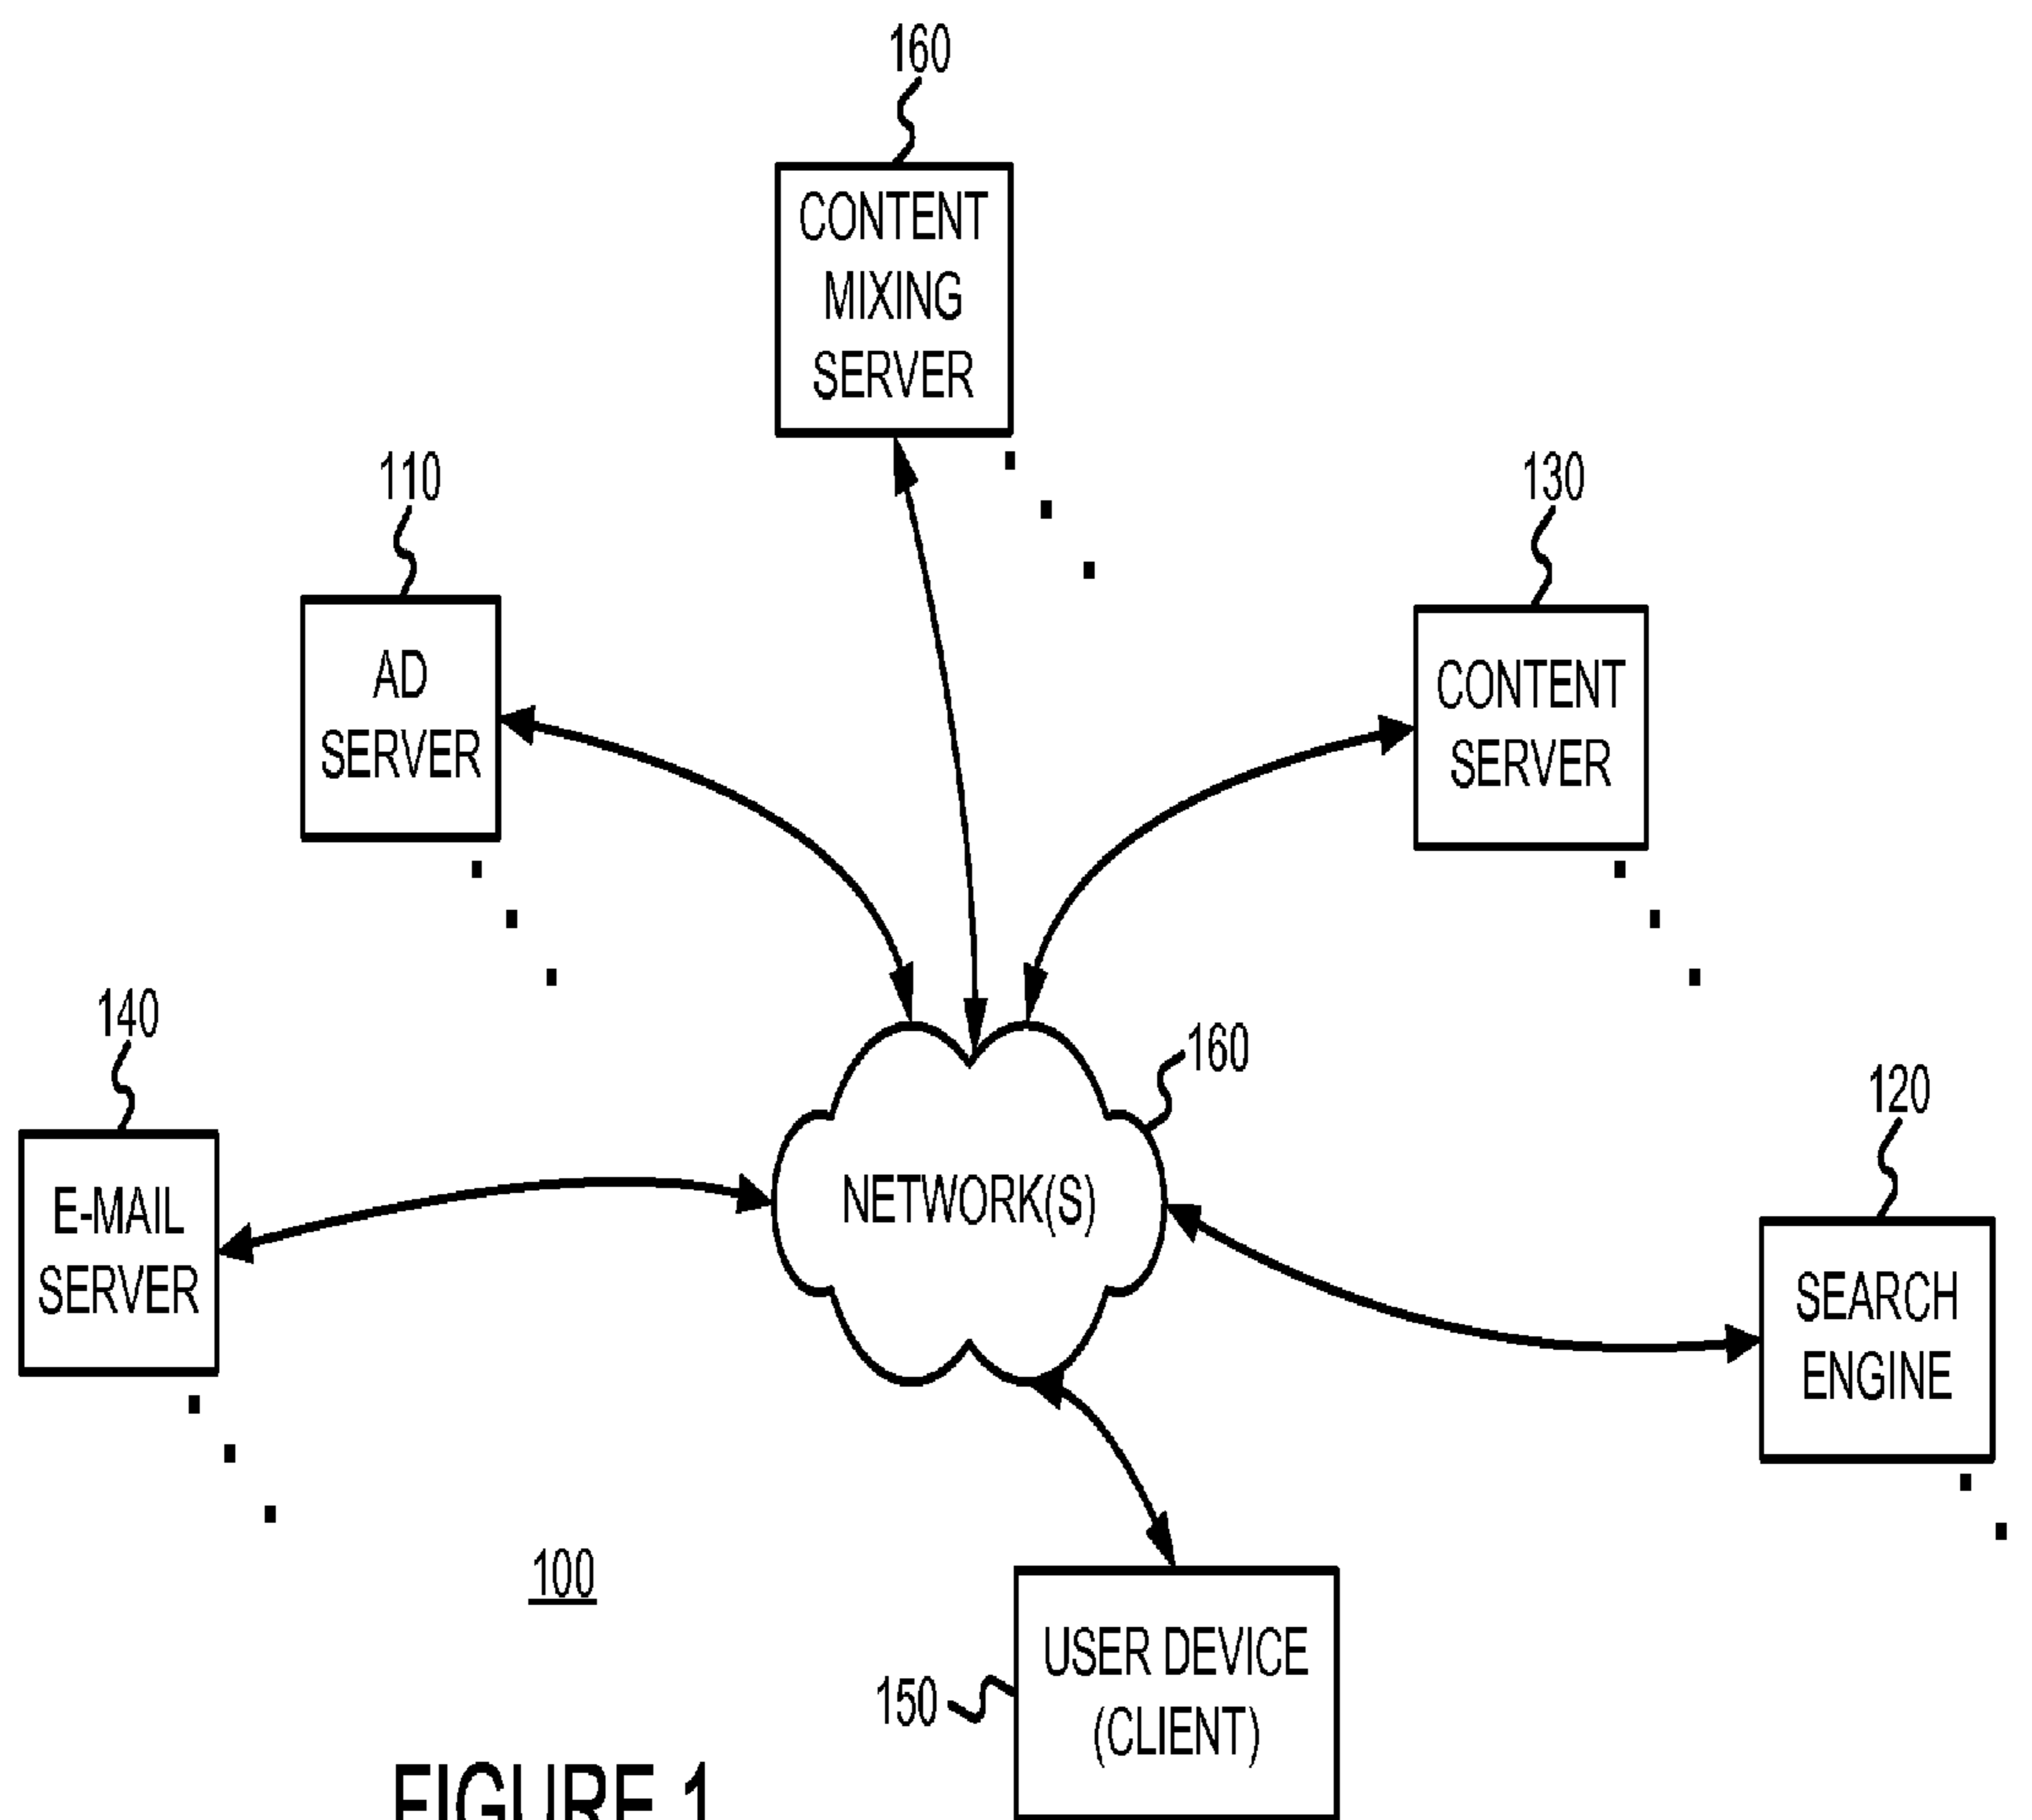 160
CONTENT
MIXING
SERVER
110
AD
SERVER
130
CONTENT
SERVER
140
E-MAIL
SERVER
160
NETWORK(S)
120
SEARCH
ENGINE
100
150
USER DEVICE
(CLIENT)
FIGURE 1